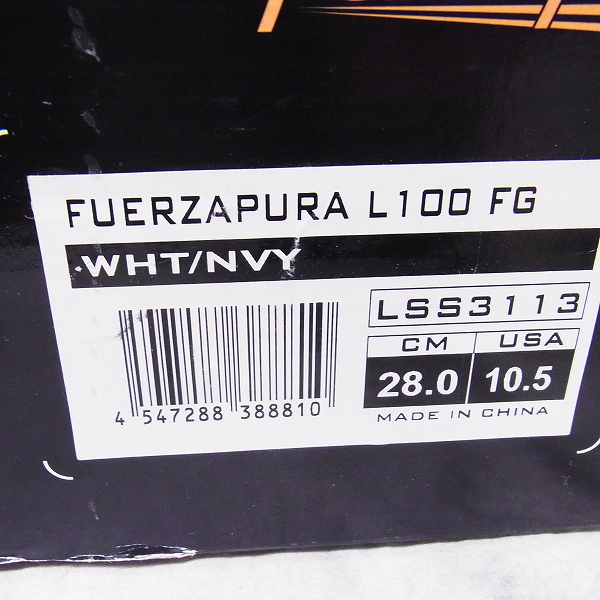 FUERZAPURA L100 FG
WHT/NVY
LSS3113
CM USA
28.0 10.5
MADE IN CHINA
4 547288 388810